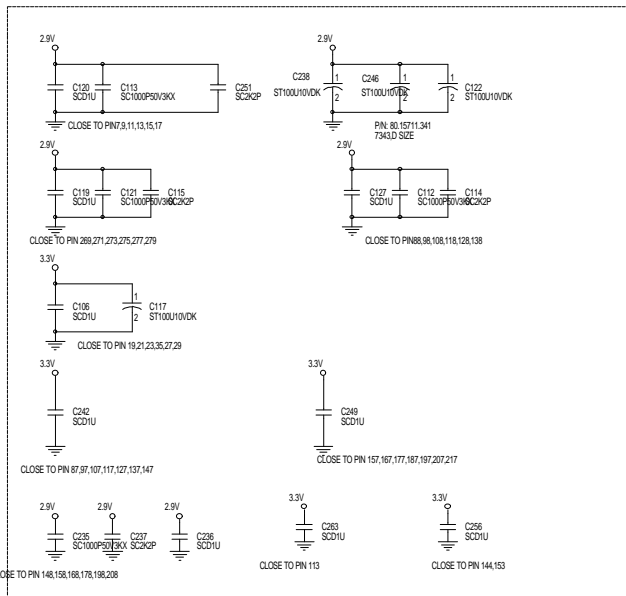 2.9V
C120
SCD1U
C113
SC1000P50V3KX
C251
SC2K2P
CLOSE TO PIN7,9,11,13,15,17
2.9V
C238
ST100U10VDK
1
2
C246
ST100U10VDK
1
2
C122
ST100U10VDK
1
2
P/N: 80.15711.341
7343,D SIZE
2.9V
C119
SCD1U
C121
SC1000P50V3KX
C115
SC2K2P
CLOSE TO PIN 269,271,273,275,277,279
2.9V
C127
SCD1U
C112
SC1000P50V3KX
C114
SC2K2P
CLOSE TO PIN88,98,108,118,128,138
3.3V
C106
SCD1U
1
2
C117
ST100U10VDK
CLOSE TO PIN 19,21,23,35,27,29
3.3V
C242
SCD1U
CLOSE TO PIN 87,97,107,117,127,137,147
3.3V
C249
SCD1U
CLOSE TO PIN 157,167,177,187,197,207,217
2.9V
C235
SC1000P50V3KX
2.9V
C237
SC2K2P
2.9V
C236
SCD1U
OSE TO PIN 148,158,168,178,198,208
3.3V
C263
SCD1U
CLOSE TO PIN 113
3.3V
C256
SCD1U
CLOSE TO PIN 144,153